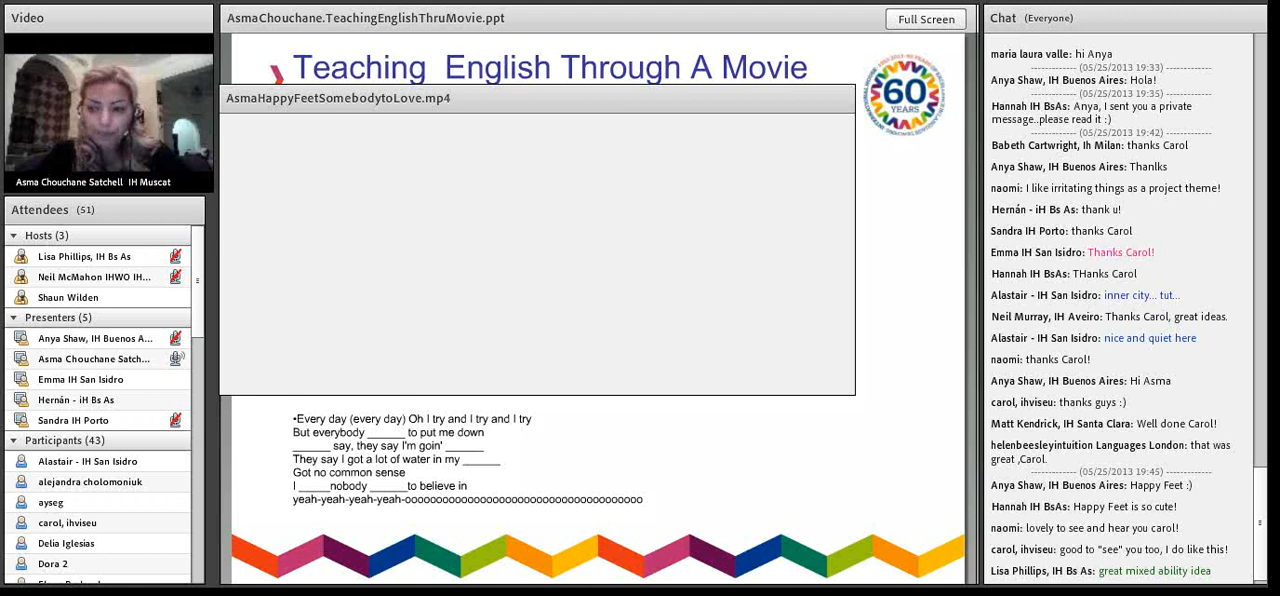 Video
Asma Chouchane Satchell IH Muscat
Attendees (51)
Hosts (3)
Lisa Phillips, IH Bs As
Neil McMahon IHWO IH...
Shaun Wilden
Presenters (5)
Anya Shaw, IH Buenos A...
Asma Chouchane Satch...
Emma IH San Isidro
Hernán - iH Bs As
Sandra IH Porto
Participants (43)
Alastair - IH San Isidro
alejandra cholomoniuk
ayseg
carol, ihviseu
Delia Iglesias
Dora 2
AsmaChouchane.TeachingEnglishThruMovie.ppt
Full Screen
Teaching English Through A Movie
60
YEARS
AsmaHappyFeetSomebodytoLove.mp4
•Every day (every day) Oh I try and I try and I try
But everybody ______ to put me down
______ say, they say I'm goin' ______
They say I got a lot of water in my ______
Got no common sense
I _____nobody ______to believe in
yeah-yeah-yeah-yeah-oooooooooooooooooooooooooooooooooooooo
Chat (Everyone)
maria laura valle: hi Anya
------------- (05/25/2013 19:33) -------------
Anya Shaw, IH Buenos Aires: Hola!
------------- (05/25/2013 19:35) -------------
Hannah IH BsAs: Anya, I sent you a private
message..please read it :)
------------- (05/25/2013 19:42) -------------
Babeth Cartwright, Ih Milan: thanks Carol
Anya Shaw, IH Buenos Aires: Thanlks
naomi: I like irritating things as a project theme!
Hernán - iH Bs As: thank u!
Sandra IH Porto: thanks Carol
Emma IH San Isidro: Thanks Carol!
Hannah IH BsAs: THanks Carol
Alastair - IH San Isidro: inner city... tut...
Neil Murray, IH Aveiro: Thanks Carol, great ideas.
Alastair - IH San Isidro: nice and quiet here
naomi: thanks Carol!
Anya Shaw, IH Buenos Aires: Hi Asma
carol, ihviseu: thanks guys :)
Matt Kendrick, IH Santa Clara: Well done Carol!
helenbeesleyintuition Languages London: that was
great ,Carol.
------------- (05/25/2013 19:45) -------------
Anya Shaw, IH Buenos Aires: Happy Feet :)
Hannah IH BsAs: Happy Feet is so cute!
naomi: lovely to see and hear you carol!
carol, ihviseu: good to "see" you too, I do like this!
Lisa Phillips, IH Bs As: great mixed ability idea